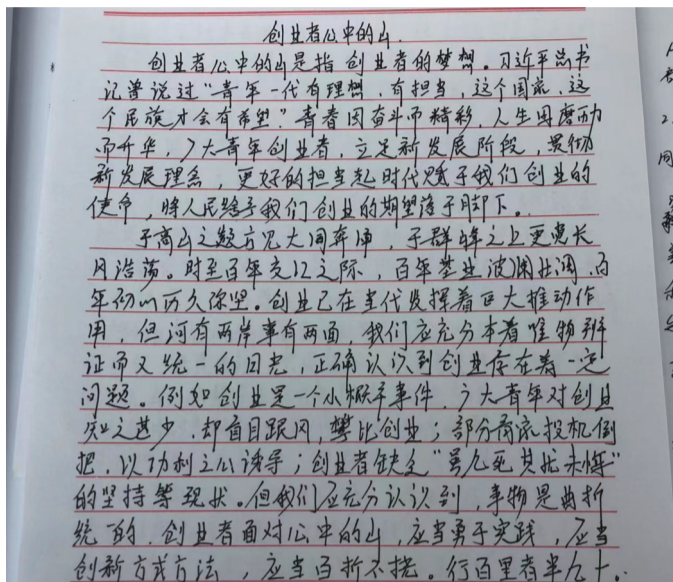 创业者心中的山
创业者心中的山是指创业者的梦想。习近平总书
记曾说过“青年一代有理想,有担当,这个国家,这
个民族才会有希望”青春因奋斗而精彩,人生因磨励
而升华,广大青年创业者,立足新发展阶段,贯彻
新发展理念,更好的担当起时代赋予我们创业的
使命,将人民给予我们创业的期望落于脚下。
于高山之巅方见大河奔涌,于群峰之上更觉长
风浩荡。时至百年交汇之际,百年基业波澜壮阔,百
年初心历久弥坚。创业已在当代发挥着巨大推动作
用,但河有两岸事有两面,我们应充分本着唯物辨
证而又统一的目光,正确认识到创业存在着一定
问题。例如创业是一个小概率事件,广大青年对创业
知之甚少,却盲目跟风,攀比创业;部分商家投机倒
把,以功利之心诱导;创业者缺乏“虽九死其犹未悔”
的坚持等现状。但我们应充分认识到,事物是曲折
统一的,创业者面对心中的山,应当勇于实践,应当
创新方式方法,应当百折不挠。行百里者半九十.